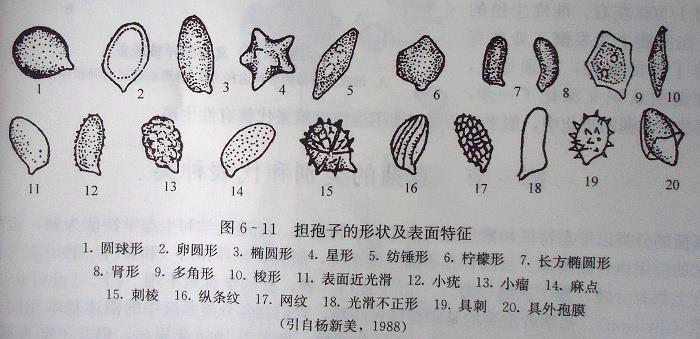 1 2 3 4 5 6 7 8 9 10
11 12 13 14 15 16 17 18 19 20
图 6-11 担孢子的形状及表面特征
1. 圆球形 2. 卵圆形 3. 椭圆形 4. 星形 5. 纺锤形 6. 柠檬形 7. 长方椭圆形
8. 肾形 9. 多角形 10. 梭形 11. 表面近光滑 12. 小疣 13. 小瘤 14. 麻点
15. 刺棱 16. 纵条纹 17. 网纹 18. 光滑不正形 19. 具刺 20. 具外孢膜
(引自杨新美, 1988)